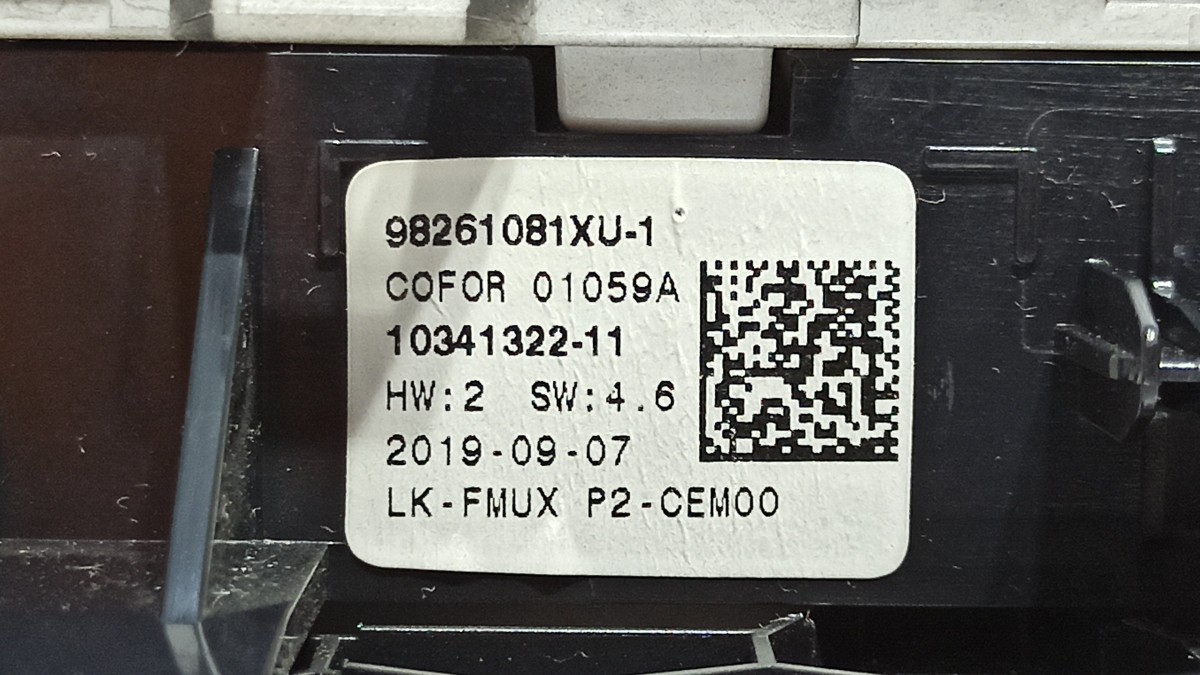 98261081XU-1
COFOR 01059A
10341322-11
HW:2 SW:4.6
2019-09-07
LK-FMUX P2-CEM00